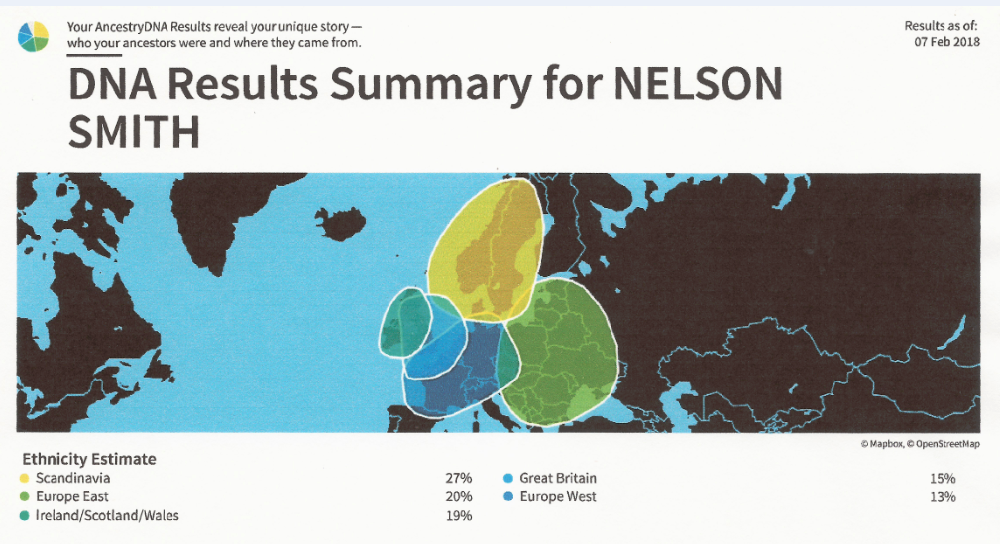 Your AncestryDNA Results reveal your unique story —
who your ancestors were and where they came from.
Results as of:
07 Feb 2018
DNA Results Summary for NELSON
SMITH
© Mapbox, © OpenStreetMap
Ethnicity Estimate
Scandinavia 27%
Europe East 20%
Ireland/Scotland/Wales 19%
Great Britain 15%
Europe West 13%